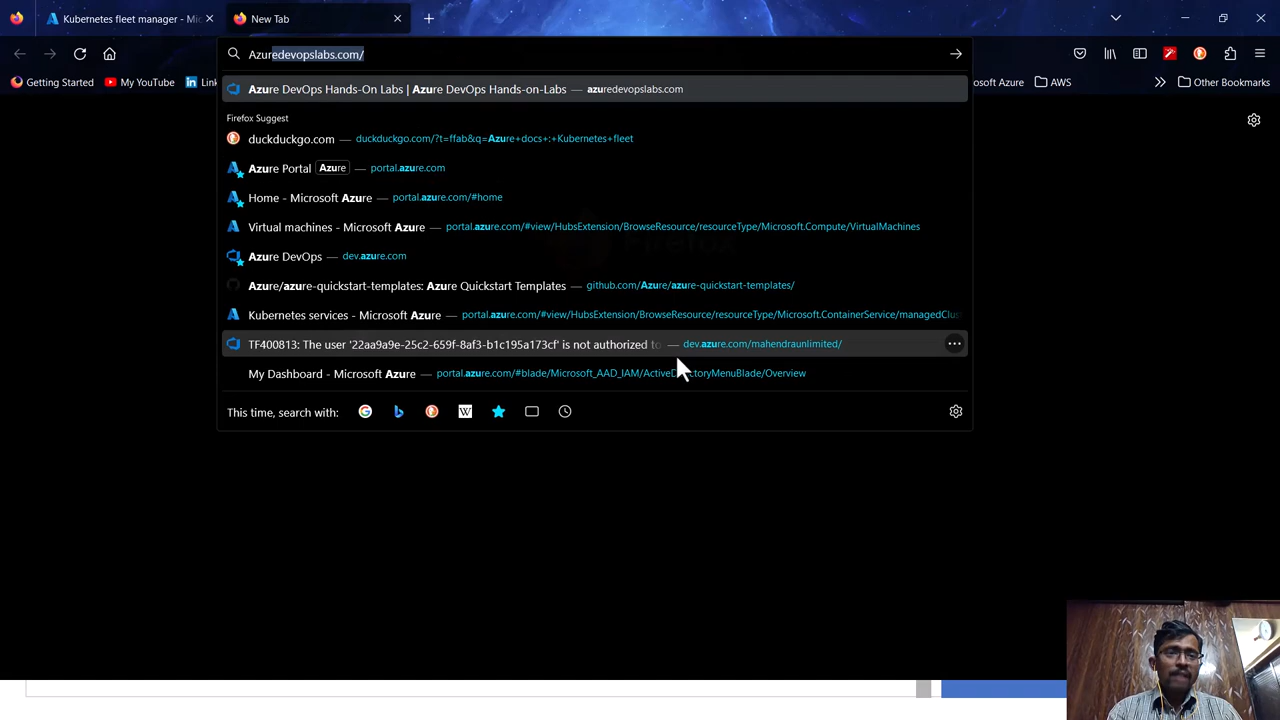 Kubernetes fleet manager - Mic
New Tab
Azuredevopslabs.com/
Getting Started
My YouTube
Link
osoft Azure
AWS
Other Bookmarks
Azure DevOps Hands-On Labs | Azure DevOps Hands-on-Labs — azuredevopslabs.com
Firefox Suggest
duckduckgo.com — duckduckgo.com/?t=ffab&q=Azure+docs+:+Kubernetes+fleet
Azure Portal Azure — portal.azure.com
Home - Microsoft Azure — portal.azure.com/#home
Virtual machines - Microsoft Azure — portal.azure.com/#view/HubsExtension/BrowseResource/resourceType/Microsoft.Compute/VirtualMachines
Azure DevOps — dev.azure.com
Azure/azure-quickstart-templates: Azure Quickstart Templates — github.com/Azure/azure-quickstart-templates/
Kubernetes services - Microsoft Azure — portal.azure.com/#view/HubsExtension/BrowseResource/resourceType/Microsoft.ContainerService/managedClus
TF400813: The user '22aa9a9e-25c2-659f-8af3-b1c195a173cf' is not authorized to — dev.azure.com/mahendraunlimited/
My Dashboard - Microsoft Azure — portal.azure.com/#blade/Microsoft_AAD_IAM/ActiveDirectoryMenuBlade/Overview
This time, search with: